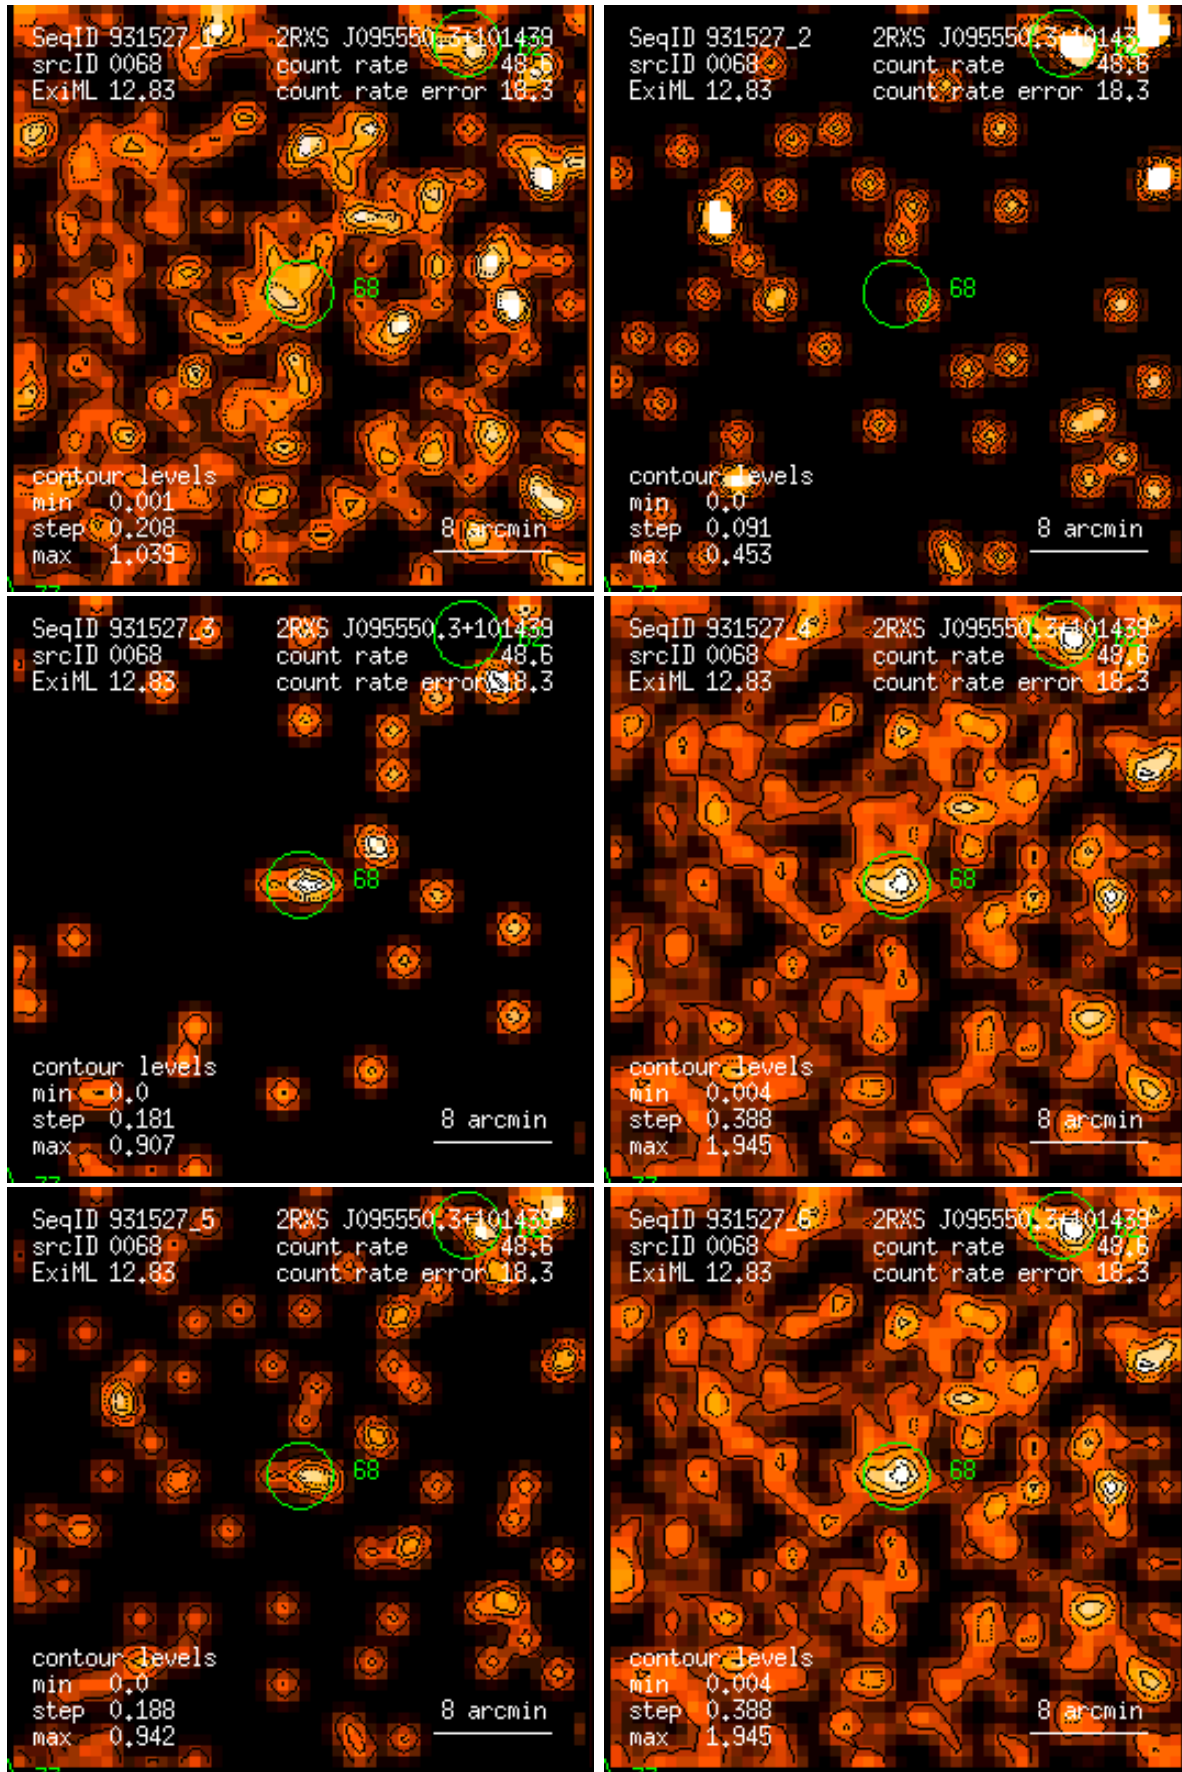 SeqID 931527_1 2RXS J095550.3+101439
srcID 0068 count rate 48.6
ExiML 12.83 count rate error 18.3
68
contour levels
min 0.001
step 0.208 8 arcmin
max 1.039
77
SeqID 931527_2 2RXS J095550.3+101439
srcID 0068 count rate 48.6
ExiML 12.83 count rate error 18.3
68
contour levels
min 0.0
step 0.091 8 arcmin
max 0.453
77
SeqID 931527_3 2RXS J095550.3+101439
srcID 0068 count rate 48.6
ExiML 12.83 count rate error 18.3
68
contour levels
min 0.0
step 0.181 8 arcmin
max 0.907
77
SeqID 931527_4 2RXS J095550.3+101439
srcID 0068 count rate 48.6
ExiML 12.83 count rate error 18.3
68
contour levels
min 0.004
step 0.388 8 arcmin
max 1.945
77
SeqID 931527_5 2RXS J095550.3+101439
srcID 0068 count rate 48.6
ExiML 12.83 count rate error 18.3
68
contour levels
min 0.0
step 0.188 8 arcmin
max 0.942
77
SeqID 931527_6 2RXS J095550.3+101439
srcID 0068 count rate 48.6
ExiML 12.83 count rate error 18.3
68
contour levels
min 0.004
step 0.388 8 arcmin
max 1.945
77